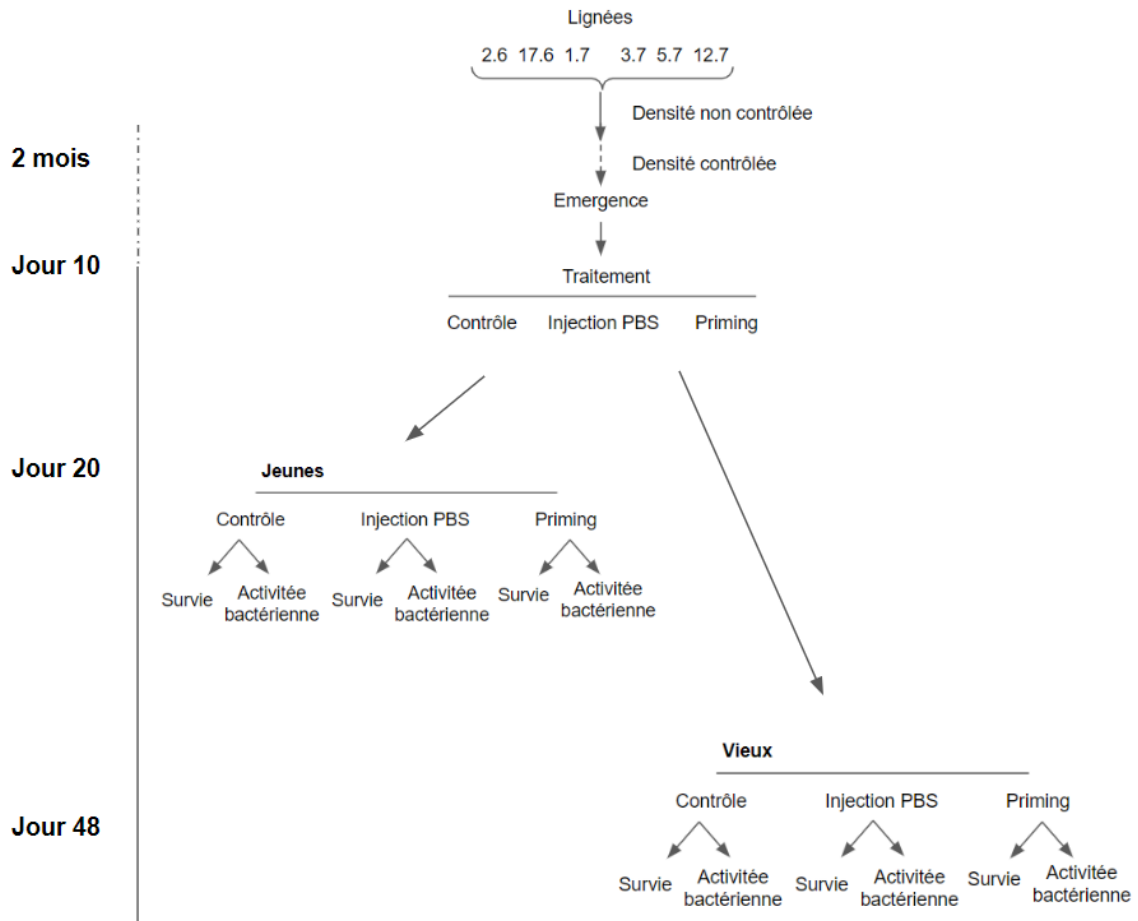 Lignées
2.6 17.6 1.7 3.7 5.7 12.7
Densité non contrôlée
2 mois
Densité contrôlée
Emergence
Jour 10
Traitement
Contrôle Injection PBS Priming
Jour 20
Jeunes
Contrôle Injection PBS Priming
Survie Activitée bactérienne Survie Activitée bactérienne Survie Activitée bactérienne
Vieux
Contrôle Injection PBS Priming
Jour 48
Survie Activitée bactérienne Survie Activitée bactérienne Survie Activitée bactérienne